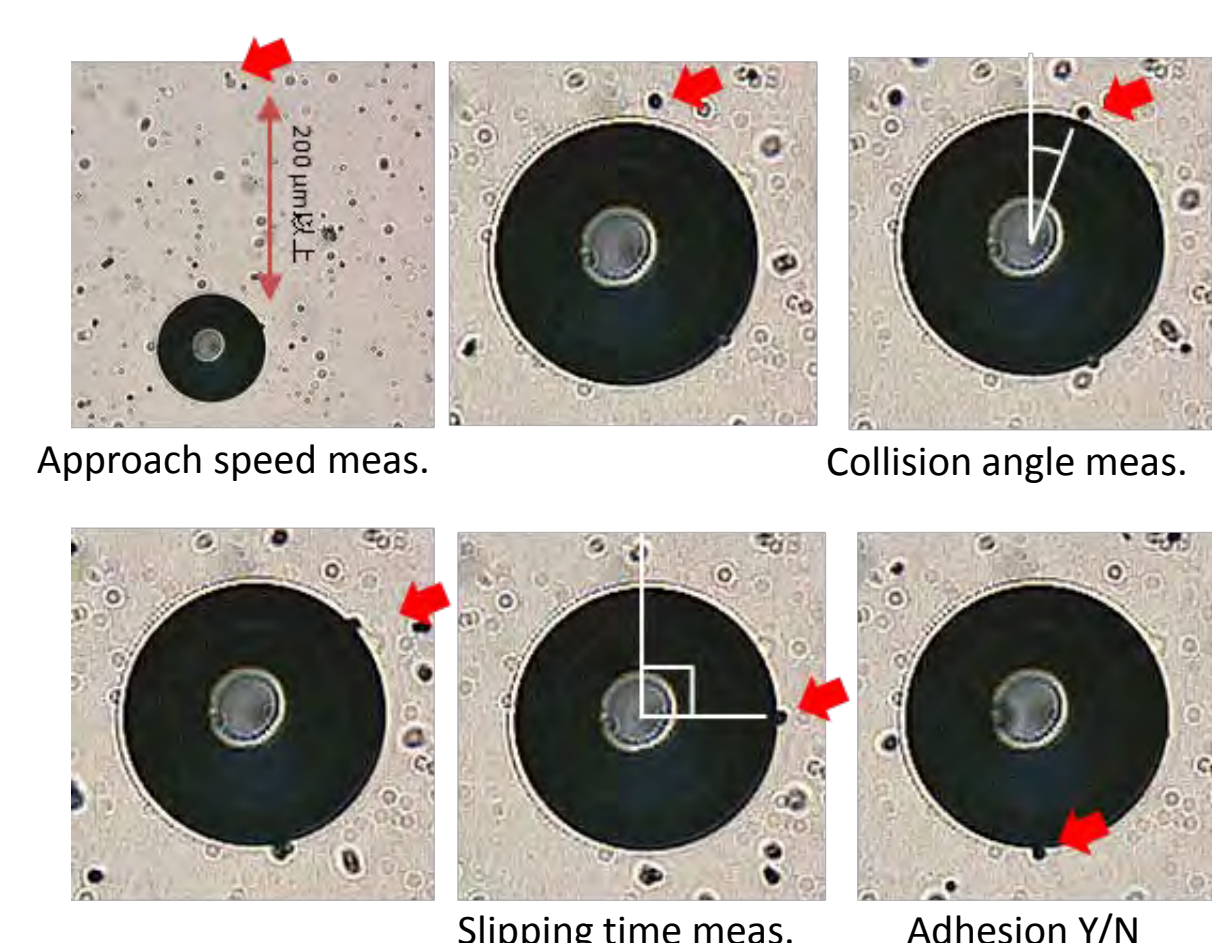 200 μm以上
Approach speed meas.
Collision angle meas.
Slipping time meas.
Adhesion Y/N